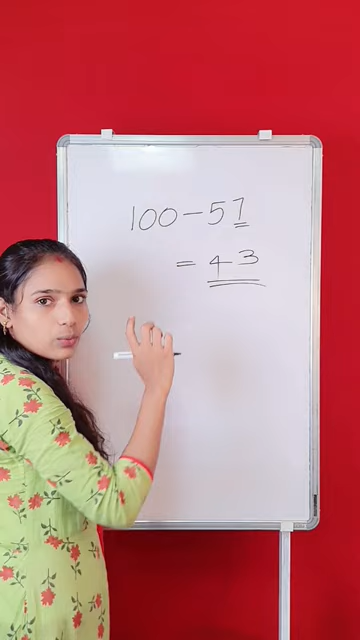 100 - 57
= 43